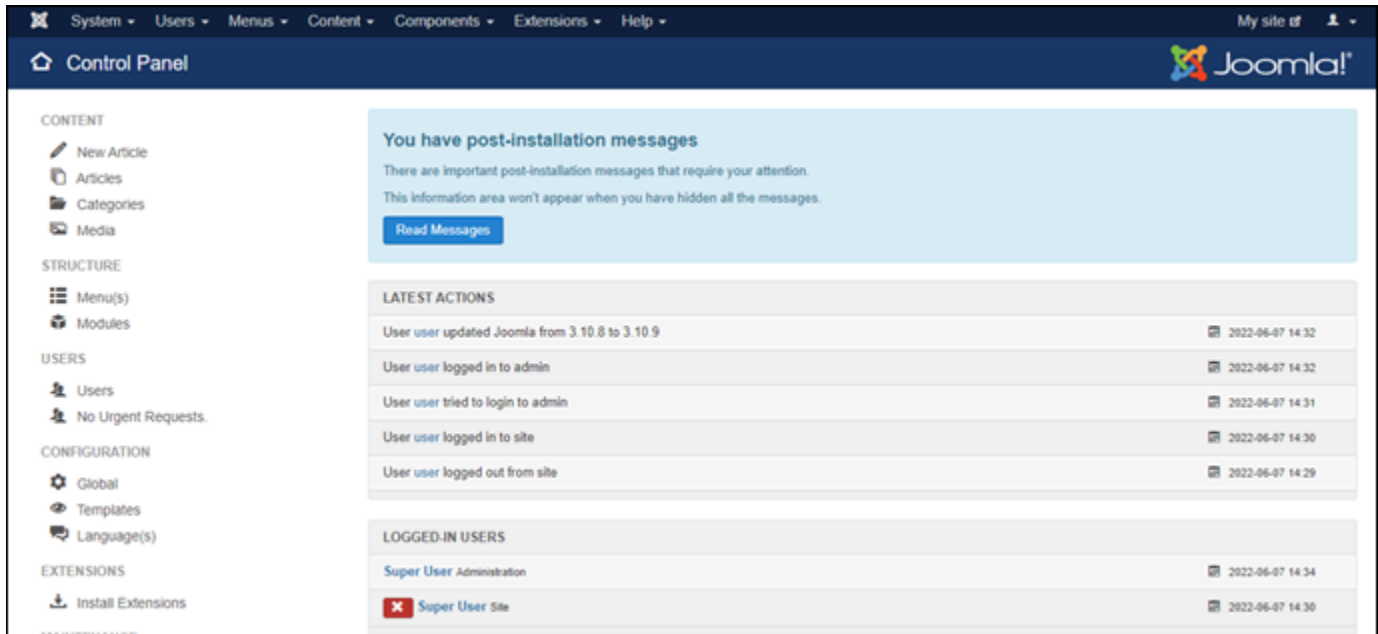 System Users Menus Content Components Extensions Help My site
Control Panel Joomla!®
CONTENT
New Article
Articles
Categories
Media
STRUCTURE
Menu(s)
Modules
USERS
Users
No Urgent Requests.
CONFIGURATION
Global
Templates
Language(s)
EXTENSIONS
Install Extensions
MAINTENANCE
You have post-installation messages
There are important post-installation messages that require your attention.
This information area won't appear when you have hidden all the messages.
Read Messages
LATEST ACTIONS
User user updated Joomla from 3.10.8 to 3.10.9 2022-06-07 14:32
User user logged in to admin 2022-06-07 14:32
User user tried to login to admin 2022-06-07 14:31
User user logged in to site 2022-06-07 14:30
User user logged out from site 2022-06-07 14:29
LOGGED-IN USERS
Super User Administration 2022-06-07 14:34
Super User Site 2022-06-07 14:30